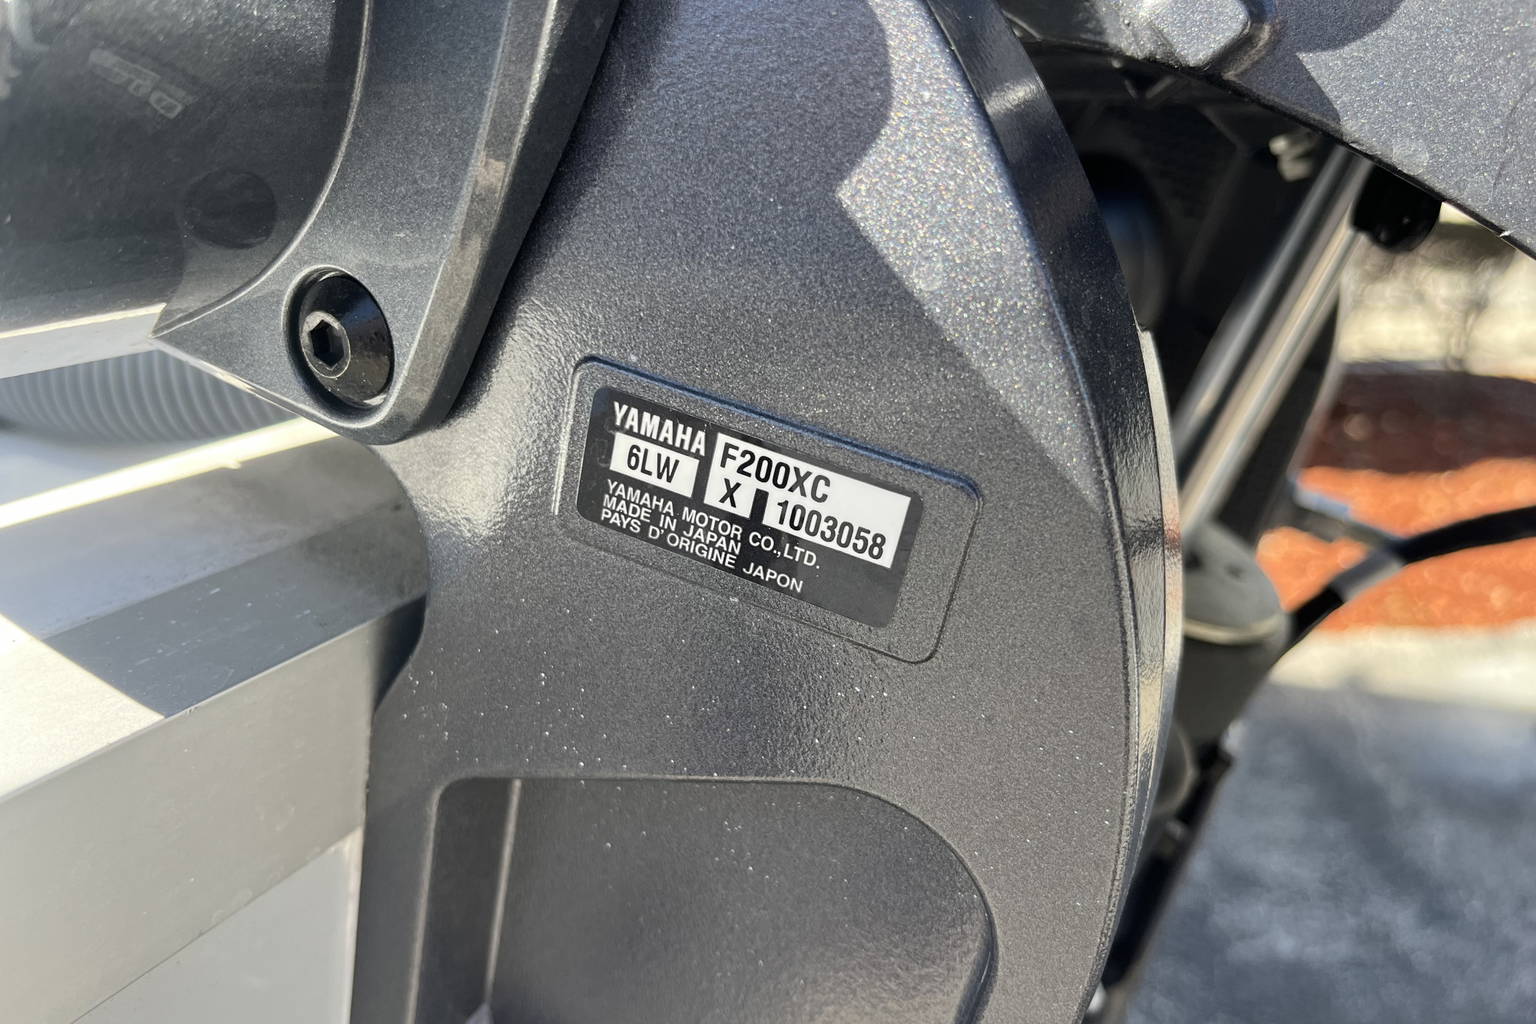 YAMAHA
F200XC
6LW
X 1003058
YAMAHA MOTOR CO.,LTD.
MADE IN JAPAN
PAYS D'ORIGINE JAPON